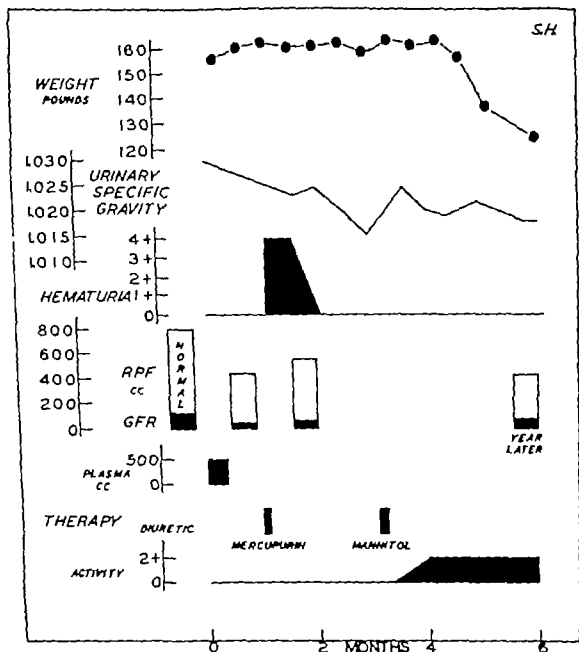 S.H.
160
150
WEIGHT
POUNDS
140
130
120
1.030
1.025
1.020
1.015
1.010
URINARY
SPECIFIC
GRAVITY
4+
3+
2+
HEMATURIA 1+
0
800
600
400
200
0
NORMAL
RPF
CC
GFR
YEAR
LATER
500
PLASMA
CC
0
THERAPY
DIURETIC
MERCUPURIN
MANNITOL
2+
ACTIVITY
0
0 2 MONTHS 4 6